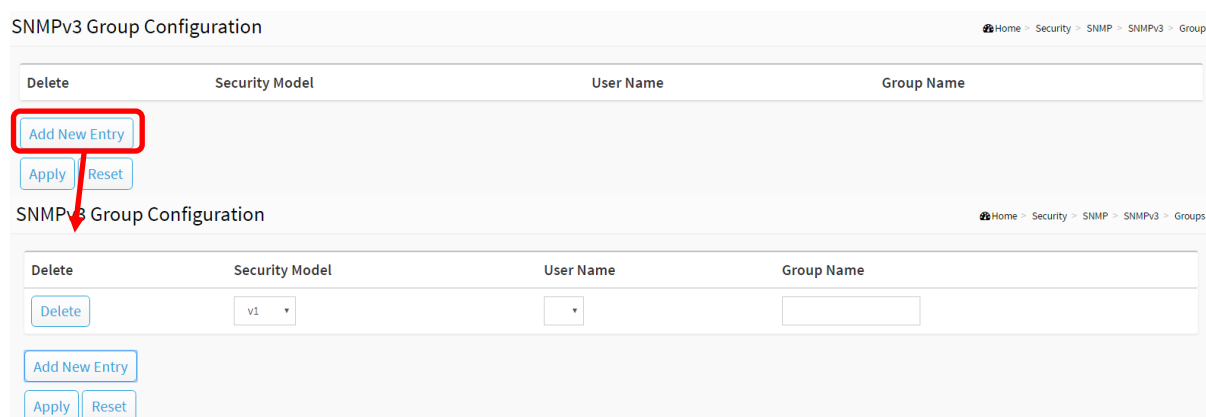 SNMPv3 Group Configuration
Home > Security > SNMP > SNMPv3 > Group
Delete Security Model User Name Group Name
Add New Entry
Apply Reset
SNMPv3 Group Configuration
Home > Security > SNMP > SNMPv3 > Groups
Delete Security Model User Name Group Name
Delete v1
Add New Entry
Apply Reset